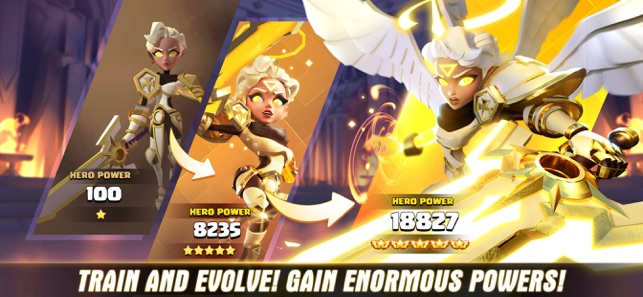 HERO POWER
100
HERO POWER
8235
HERO POWER
18827
TRAIN AND EVOLVE! GAIN ENORMOUS POWERS!